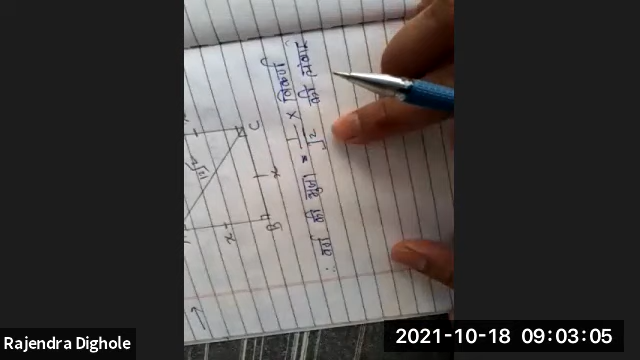 x
B
x
C
∴ वर्ग की भुजा = 1/√2 × विकर्ण की लंबाई
Rajendra Dighole
2021-10-18 09:03:05